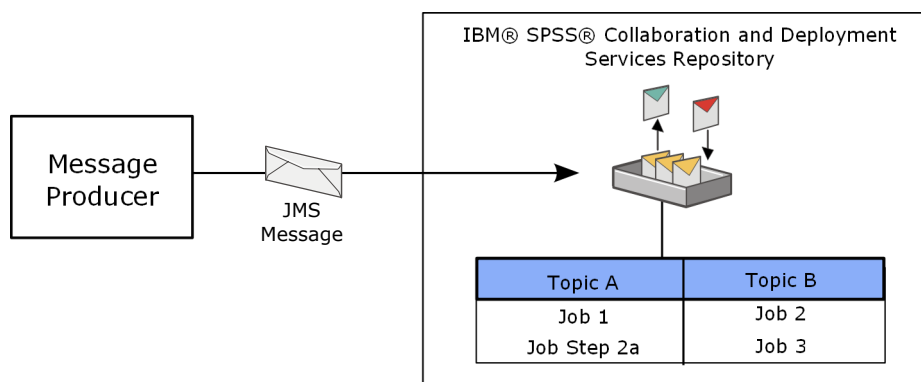 IBM® SPSS® Collaboration and Deployment
Services Repository
Message
Producer
JMS
Message
Topic A
Topic B
Job 1
Job 2
Job Step 2a
Job 3